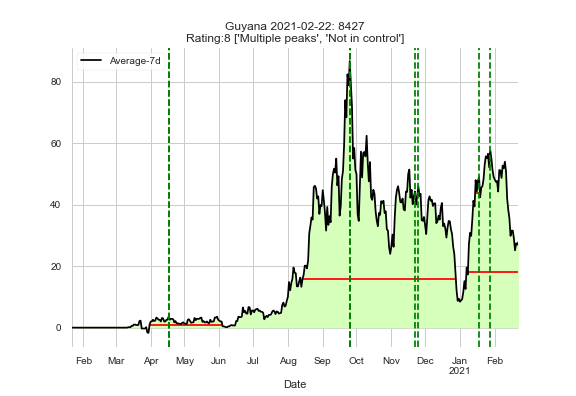 Guyana 2021-02-22: 8427
Rating:8 ['Multiple peaks', 'Not in control']
Average-7d
80
60
40
20
0
Feb Mar Apr May Jun Jul Aug Sep Oct Nov Dec Jan Feb
2021
Date